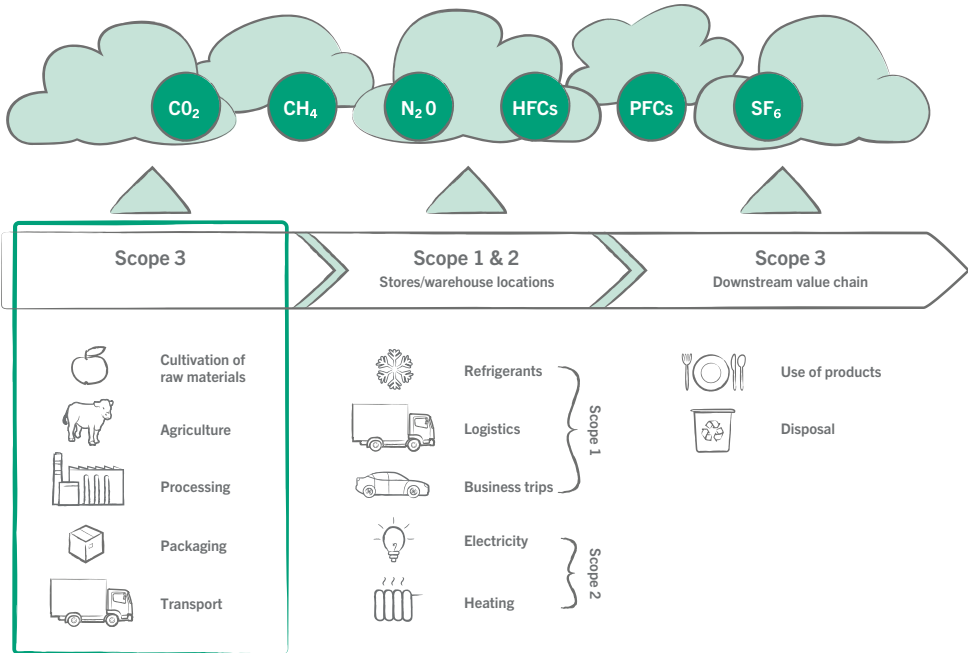 CO₂
CH₄
N₂O
HFCs
PFCs
SF₆
Scope 3
Scope 1 & 2
Stores/warehouse locations
Scope 3
Downstream value chain
Cultivation of
raw materials
Agriculture
Processing
Packaging
Transport
Refrigerants
Logistics
Business trips
Scope 1
Electricity
Heating
Scope 2
Use of products
Disposal